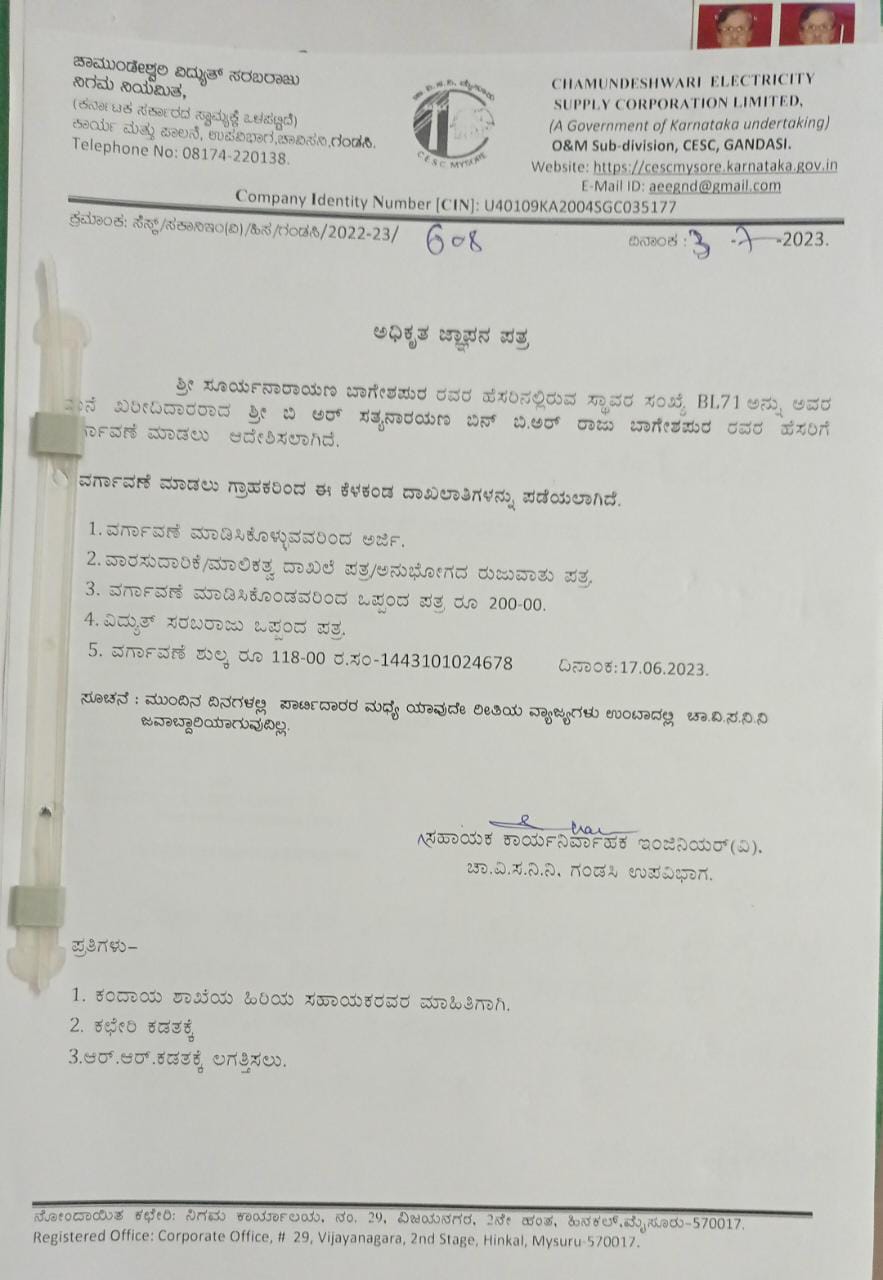 ಚಾಮುಂಡೇಶ್ವರಿ ವಿದ್ಯುತ್ ಸರಬರಾಜು
ನಿಗಮ ನಿಯಮಿತ,
(ಕರ್ನಾಟಕ ಸರ್ಕಾರದ ಸ್ವಾಮ್ಯಕ್ಕೆ ಒಳಪಟ್ಟಿದೆ)
ಕಾರ್ಯ ಮತ್ತು ಪಾಲನೆ, ಉಪವಿಭಾಗ,ಚಾವಿಸನಿ,ಗಂಡಸಿ.
Telephone No: 08174-220138.
C.E.S.C. MYSORE
CHAMUNDESHWARI ELECTRICITY
SUPPLY CORPORATION LIMITED,
(A Government of Karnataka undertaking)
O&M Sub-division, CESC, GANDASI.
Website: https://cescmysore.karnataka.gov.in
E-Mail ID: aeegnd@gmail.com
Company Identity Number [CIN]: U40109KA2004SGC035177
ಕ್ರಮಾಂಕ: ಸೆಸ್ಕ್/ಸಕಾನಿಇಂ(ವಿ)/ಹಿಸ/ಗಂಡಸಿ/2022-23/ 608 ದಿನಾಂಕ :3 -7 -2023.
ಅಧಿಕೃತ ಜ್ಞಾಪನ ಪತ್ರ
ಶ್ರೀ ಸೂರ್ಯನಾರಾಯಣ ಬಾಗೇಶಪುರ ರವರ ಹೆಸರಿನಲ್ಲಿರುವ ಸ್ಥಾವರ ಸಂಖ್ಯೆ BL71 ಅನ್ನು ಅವರ
ಖರೀದಿದಾರರಾದ ಶ್ರೀ ಬಿ ಆರ್ ಸತ್ಯನಾರಯಣ ಬಿನ್ ಬಿ.ಆರ್ ರಾಜು ಬಾಗೇಶಪುರ ರವರ ಹೆಸರಿಗೆ
ರ್ಗಾವಣೆ ಮಾಡಲು ಆದೇಶಿಸಲಾಗಿದೆ.
ವರ್ಗಾವಣೆ ಮಾಡಲು ಗ್ರಾಹಕರಿಂದ ಈ ಕೆಳಕಂಡ ದಾಖಲಾತಿಗಳನ್ನು ಪಡೆಯಲಾಗಿದೆ.
1. ವರ್ಗಾವಣೆ ಮಾಡಿಸಿಕೊಳ್ಳುವವರಿಂದ ಅರ್ಜಿ.
2. ವಾರಸುದಾರಿಕೆ/ಮಾಲಿಕತ್ವ ದಾಖಲೆ ಪತ್ರ/ಅನುಭೋಗದ ರುಜುವಾತು ಪತ್ರ.
3. ವರ್ಗಾವಣೆ ಮಾಡಿಸಿಕೊಂಡವರಿಂದ ಒಪ್ಪಂದ ಪತ್ರ ರೂ 200-00.
4. ವಿದ್ಯುತ್ ಸರಬರಾಜು ಒಪ್ಪಂದ ಪತ್ರ.
5. ವರ್ಗಾವಣೆ ಶುಲ್ಕ ರೂ 118-00 ರ.ಸಂ-1443101024678 ದಿನಾಂಕ:17.06.2023.
ಸೂಚನೆ : ಮುಂದಿನ ದಿನಗಳಲ್ಲಿ ಪಾರ್ಟಿದಾರರ ಮಧ್ಯೆ ಯಾವುದೇ ರೀತಿಯ ವ್ಯಾಜ್ಯಗಳು ಉಂಟಾದಲ್ಲಿ ಚಾ.ವಿ.ಸ.ನಿ.ನಿ
ಜವಾಬ್ದಾರಿಯಾಗುವುದಿಲ್ಲ.
ಸಹಾಯಕ ಕಾರ್ಯನಿರ್ವಾಹಕ ಇಂಜಿನಿಯರ್(ವಿ),
ಚಾ.ವಿ.ಸ.ನಿ.ನಿ, ಗಂಡಸಿ ಉಪವಿಭಾಗ.
ಪ್ರತಿಗಳು–
1. ಕಂದಾಯ ಶಾಖೆಯ ಹಿರಿಯ ಸಹಾಯಕರವರ ಮಾಹಿತಿಗಾಗಿ.
2. ಕಛೇರಿ ಕಡತಕ್ಕೆ
3.ಆರ್.ಆರ್.ಕಡತಕ್ಕೆ ಲಗತ್ತಿಸಲು.
ನೋಂದಾಯಿತ ಕಛೇರಿ: ನಿಗಮ ಕಾರ್ಯಾಲಯ, ನಂ. 29, ವಿಜಯನಗರ, 2ನೇ ಹಂತ, ಹಿನಕಲ್,ಮೈಸೂರು-570017.
Registered Office: Corporate Office, # 29, Vijayanagara, 2nd Stage, Hinkal, Mysuru-570017.